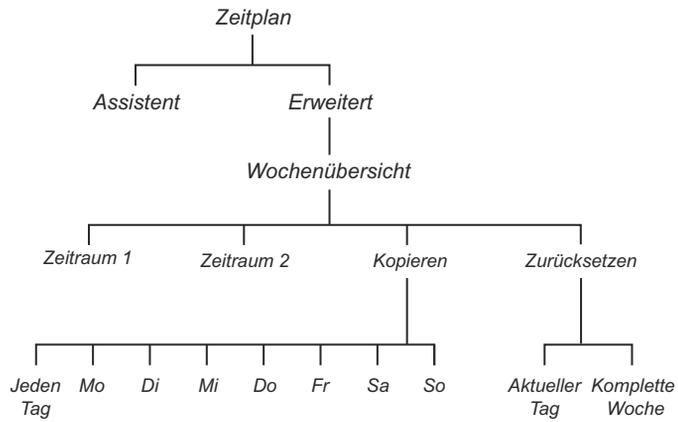 Zeitplan
Assistent
Erweitert
Wochenübersicht
Zeitraum 1
Zeitraum 2
Kopieren
Zurücksetzen
Jeden
Tag
Mo
Di
Mi
Do
Fr
Sa
So
Aktueller
Tag
Komplette
Woche